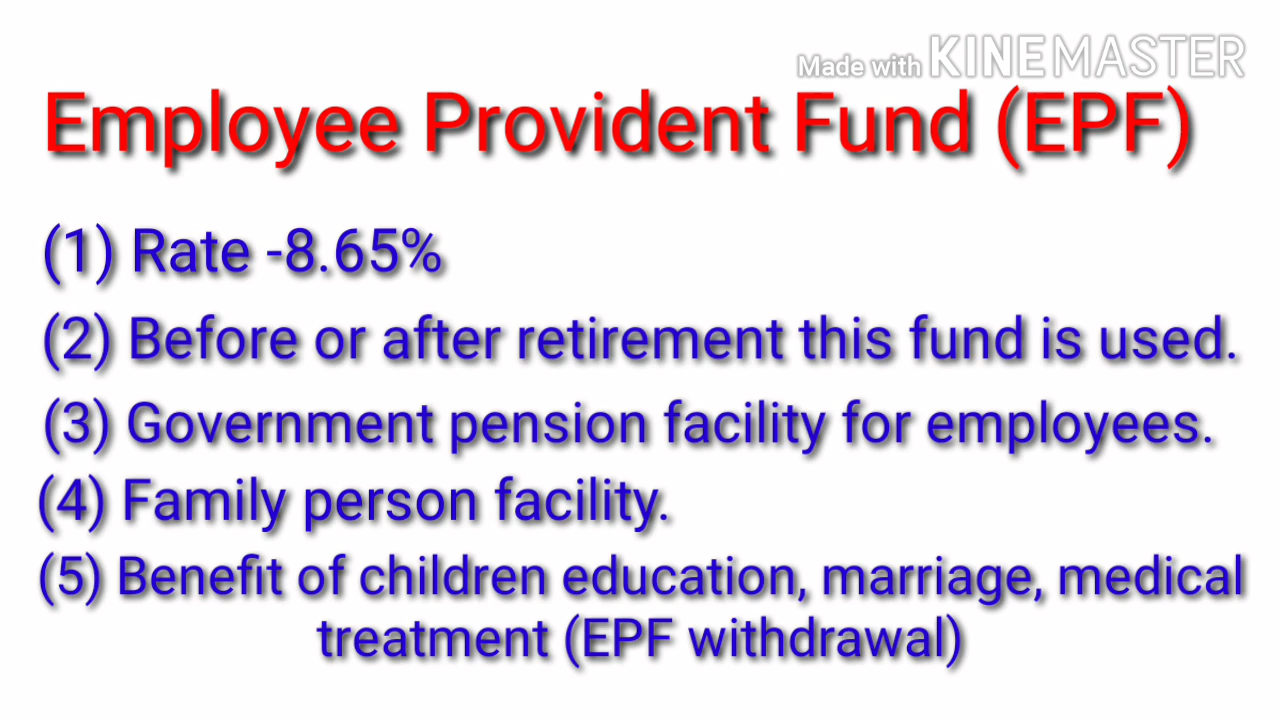 Made with KINEMASTER
Employee Provident Fund (EPF)
(1) Rate -8.65%
(2) Before or after retirement this fund is used.
(3) Government pension facility for employees.
(4) Family person facility.
(5) Benefit of children education, marriage, medical
treatment (EPF withdrawal)